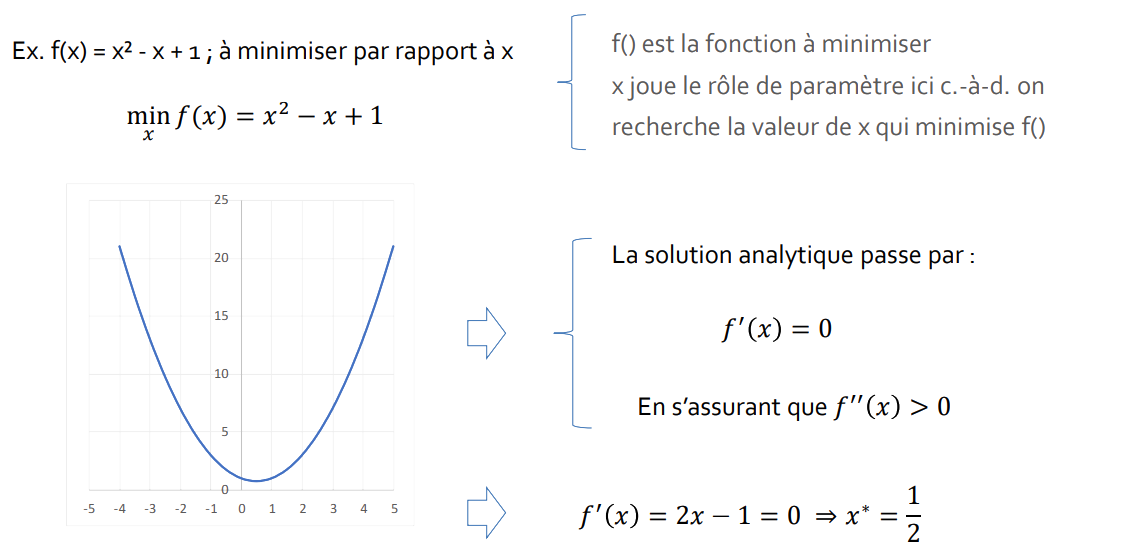 Ex. f(x) = x² - x + 1 ; à minimiser par rapport à x
min f(x) = x² − x + 1
x
f() est la fonction à minimiser
x joue le rôle de paramètre ici c.-à-d. on
recherche la valeur de x qui minimise f()
25
20
15
10
5
0
-5 -4 -3 -2 -1 0 1 2 3 4 5
La solution analytique passe par :
f′(x) = 0
En s’assurant que f′′(x) > 0
f′(x) = 2x − 1 = 0 ⇒ x* = 1/2